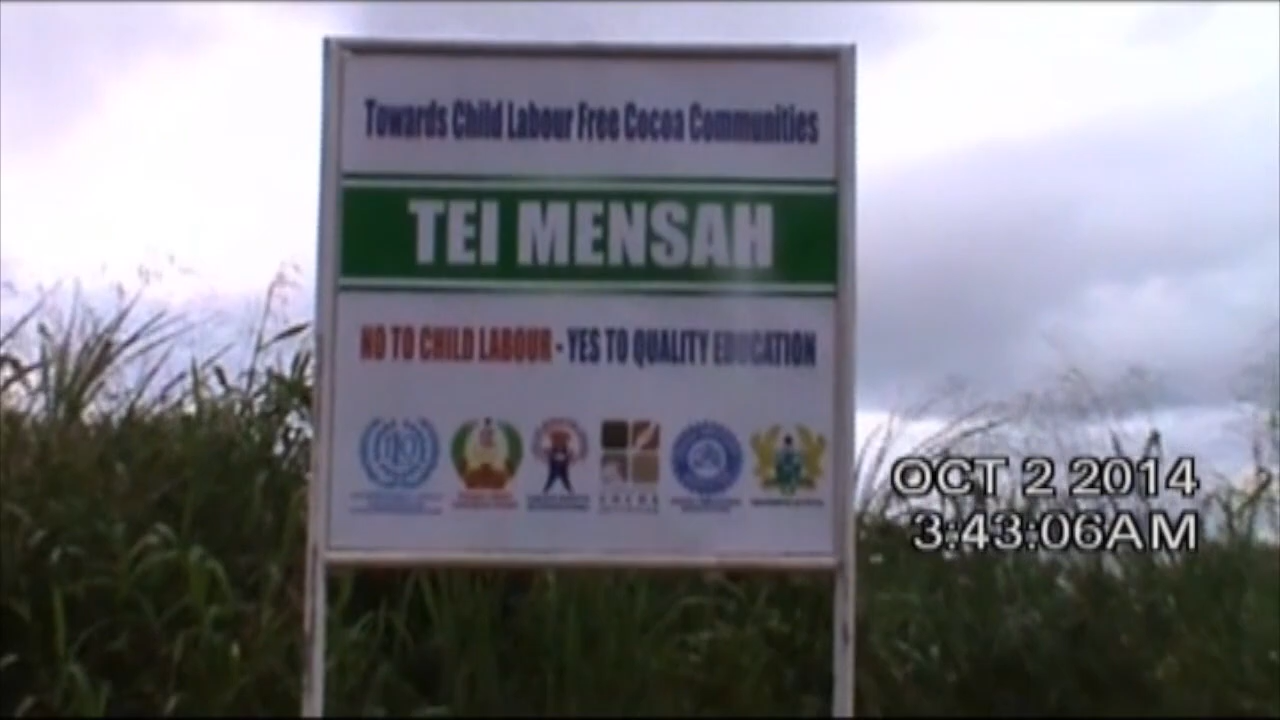 Towards Child Labour Free Cocoa Communities
TEI MENSAH
NO TO CHILD LABOUR - YES TO QUALITY EDUCATION
OCT 2 2014
3:43:06AM